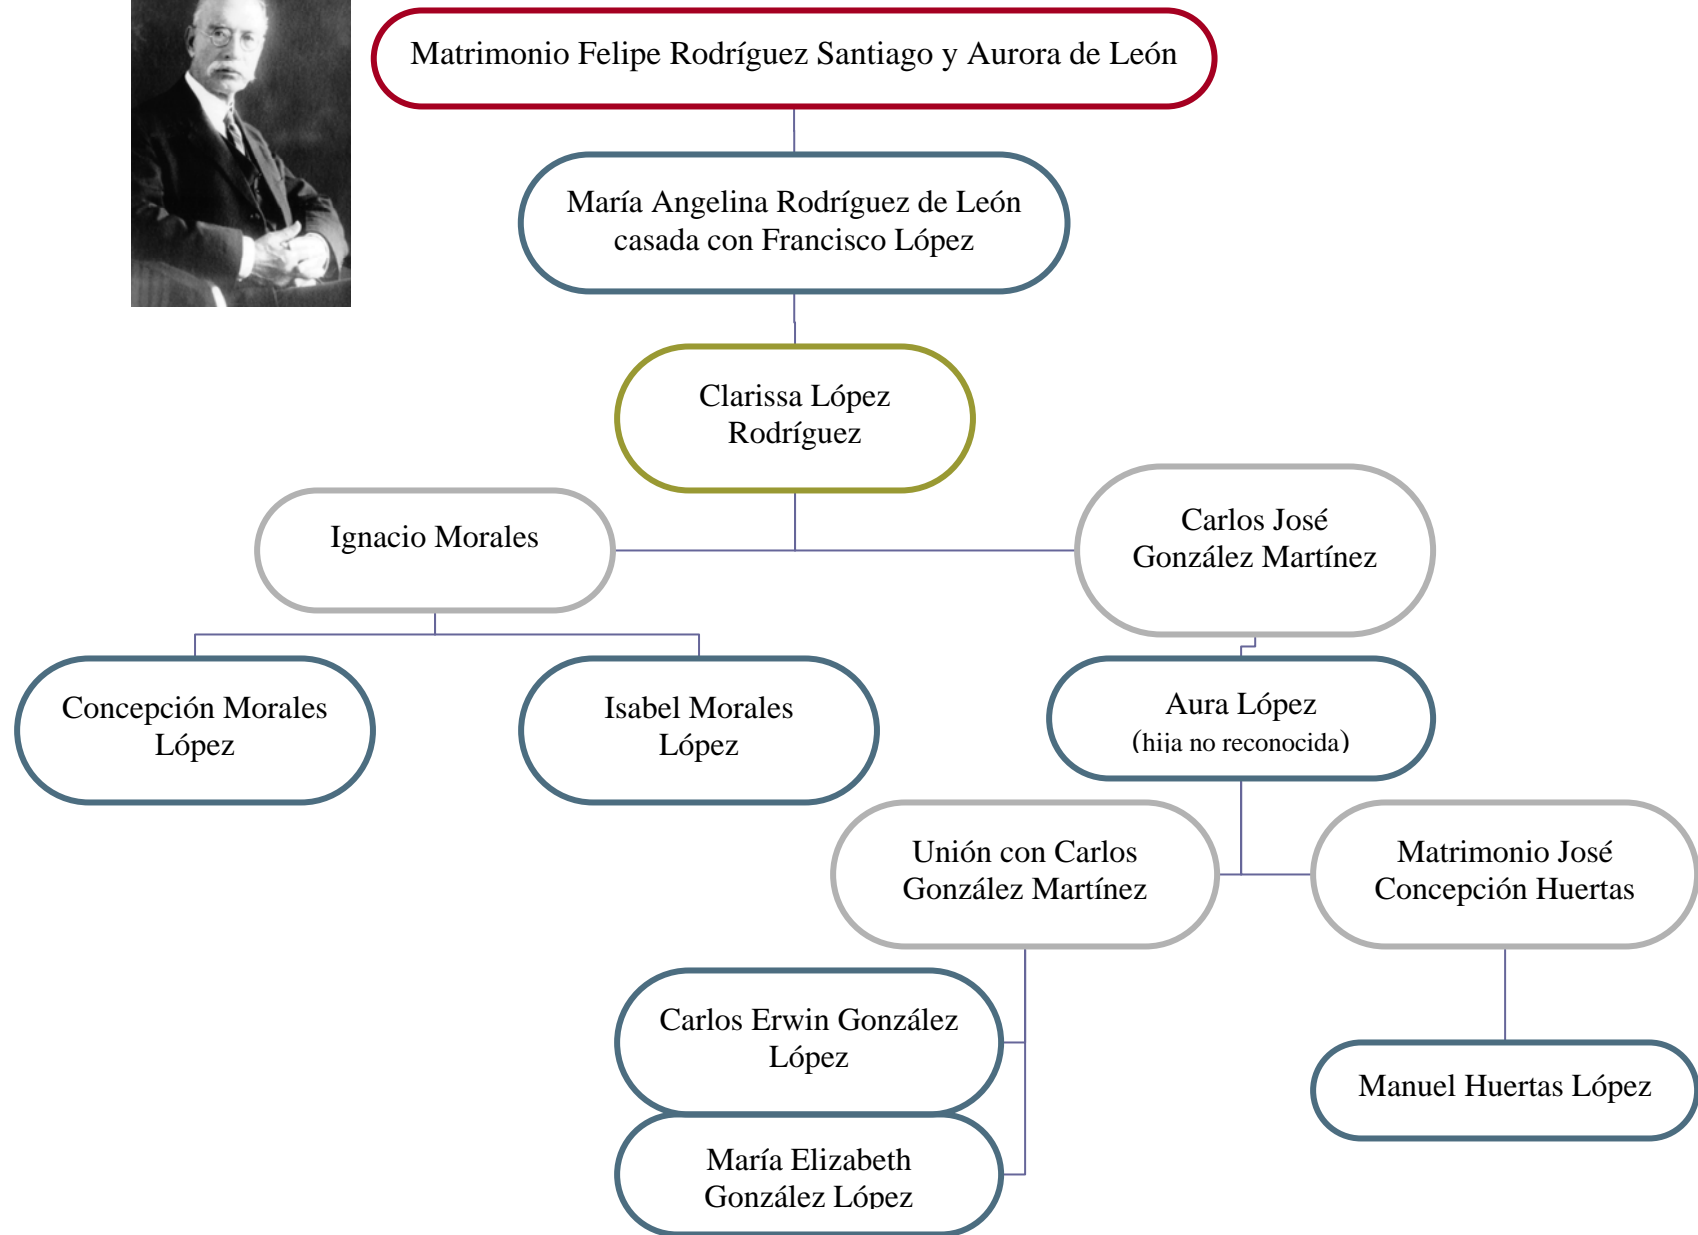 Matrimonio Felipe Rodríguez Santiago y Aurora de León
María Angelina Rodríguez de León
casada con Francisco López
Clarissa López
Rodríguez
Ignacio Morales
Carlos José
González Martínez
Concepción Morales
López
Isabel Morales
López
Aura López
(hija no reconocida)
Unión con Carlos
González Martínez
Matrimonio José
Concepción Huertas
Carlos Erwin González
López
Manuel Huertas López
María Elizabeth
González López